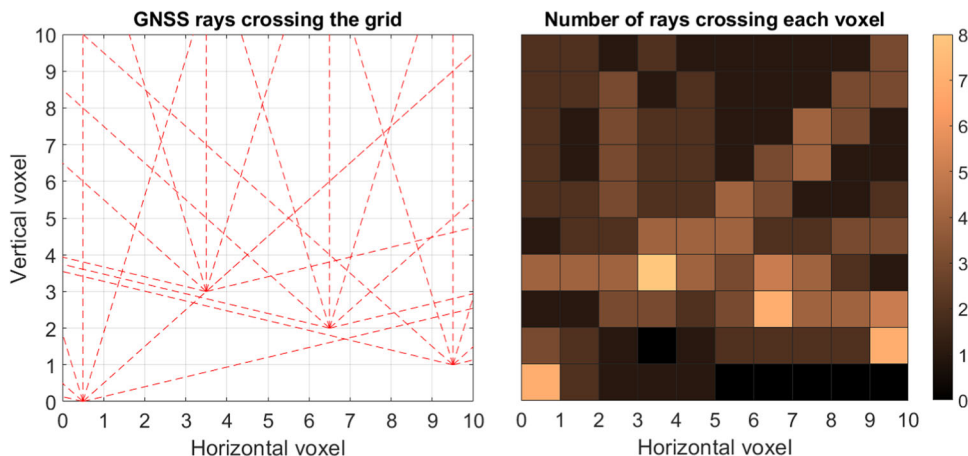 GNSS rays crossing the grid
10
9
8
7
6
5
4
3
2
1
0
Vertical voxel
0 1 2 3 4 5 6 7 8 9 10
Horizontal voxel
Number of rays crossing each voxel
0 1 2 3 4 5 6 7 8 9 10
Horizontal voxel
8
7
6
5
4
3
2
1
0